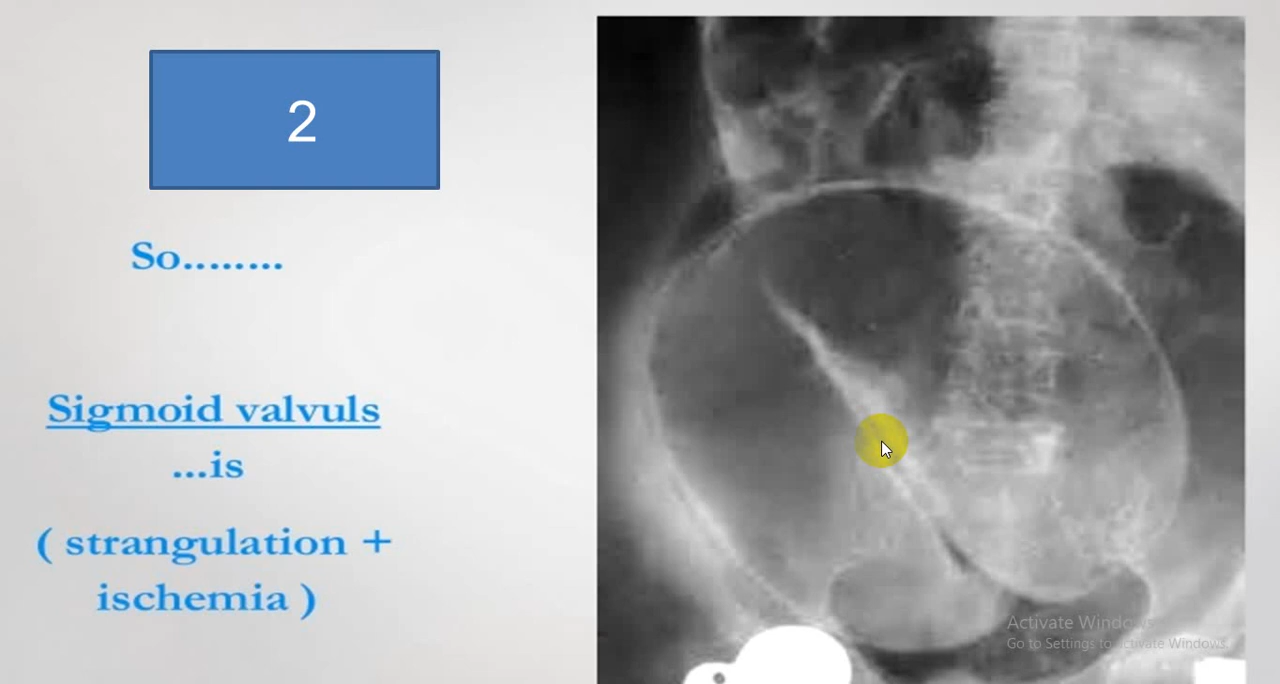 2
So........
Sigmoid valvuls
...is
( strangulation +
ischemia )
Activate Windows
Go to Settings to activate Windows.